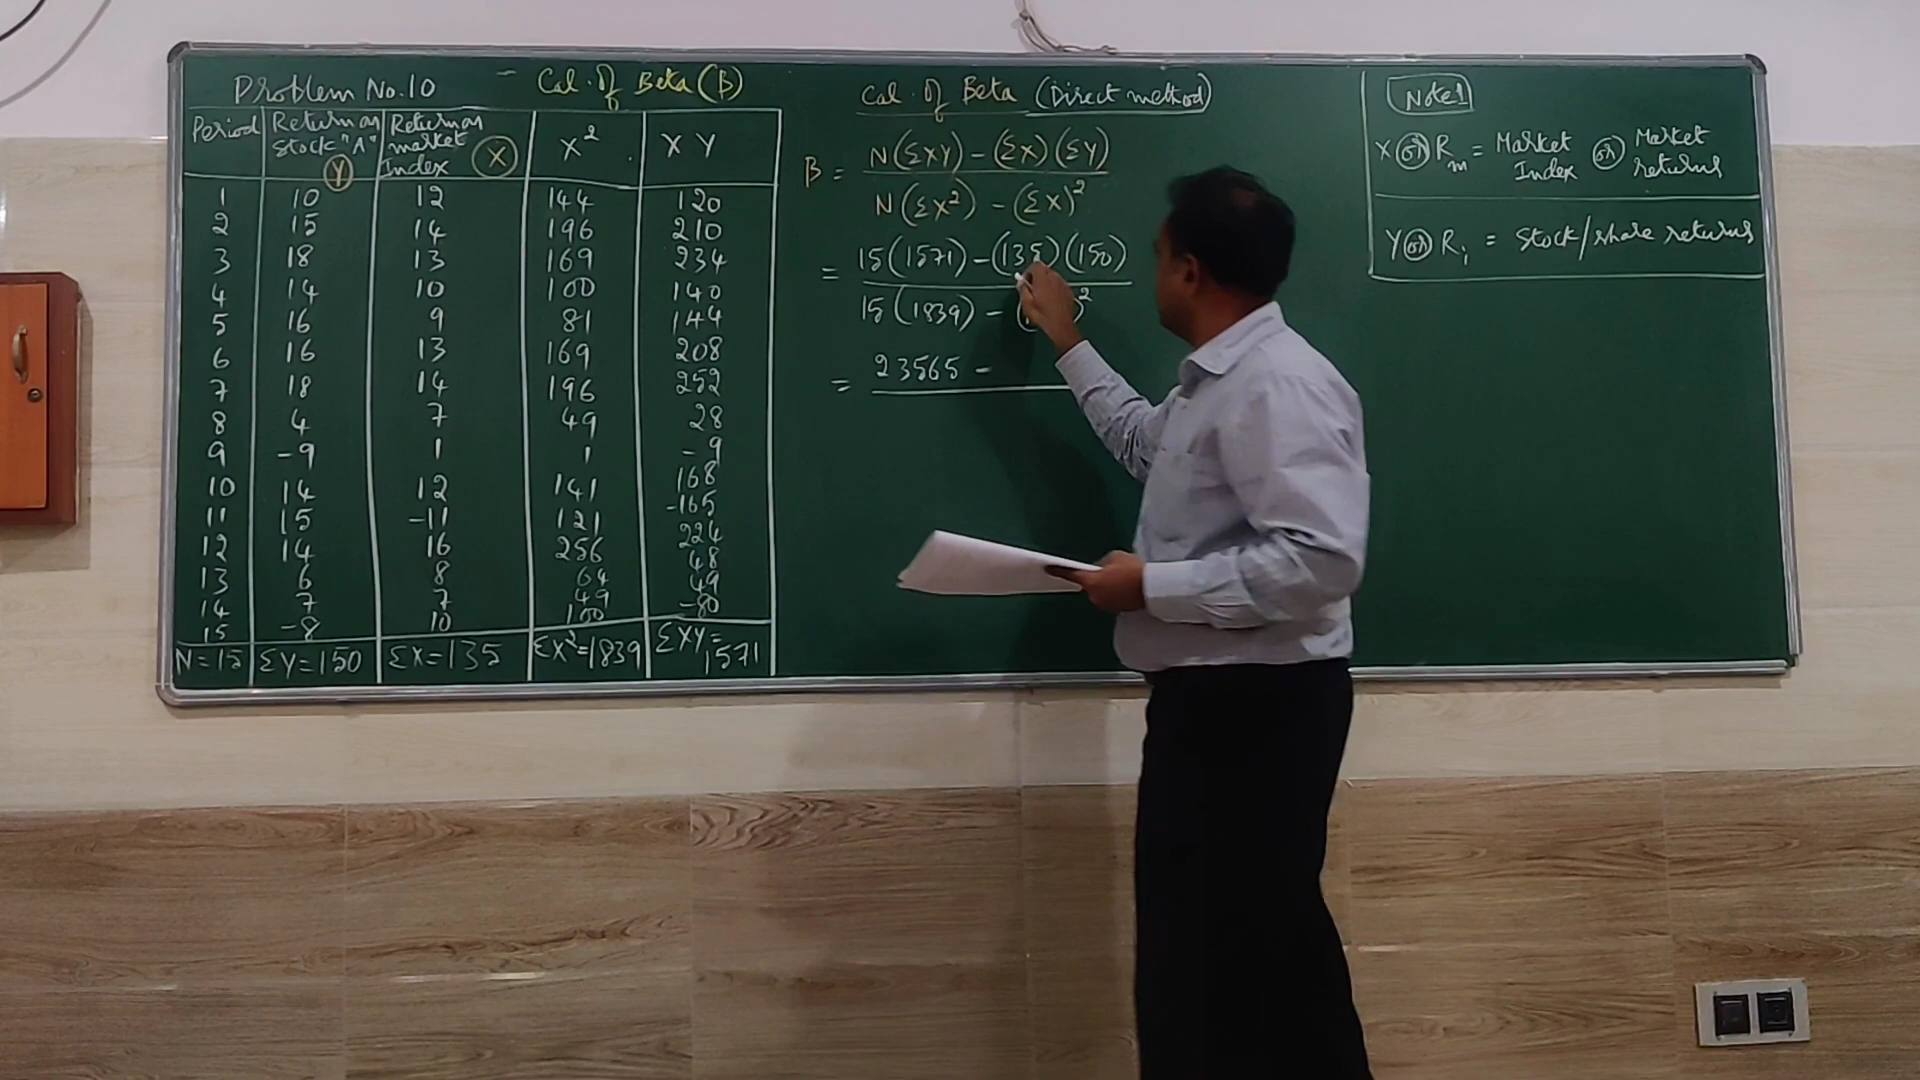 Problem No.10 - Cal. Of Beta (B)
Period | Return on Stock "A" Y | Return on market Index X | X² | X Y
1 10 12 144 120
2 15 14 196 210
3 18 13 169 234
4 14 10 100 140
5 16 9 81 144
6 16 13 169 208
7 18 14 196 252
8 4 7 49 28
9 -9 1 1 -9
10 14 12 141 168
11 15 -11 121 -165
12 14 16 256 224
13 6 8 64 48
14 7 7 49 49
15 -8 10 100 -80
N=15 ΣY=150 ΣX=135 ΣX²=1839 ΣXY=1571
Cal. Of Beta (Direct method)
B = N(ΣXY) - (ΣX)(ΣY)
N(ΣX²) - (ΣX)²
= 15(1571) - (135)(150)
15(1839) - ( )²
= 23565 -
Note!
X or Rm = Market Index or Market returns
Y or Ri = Stock/share returns